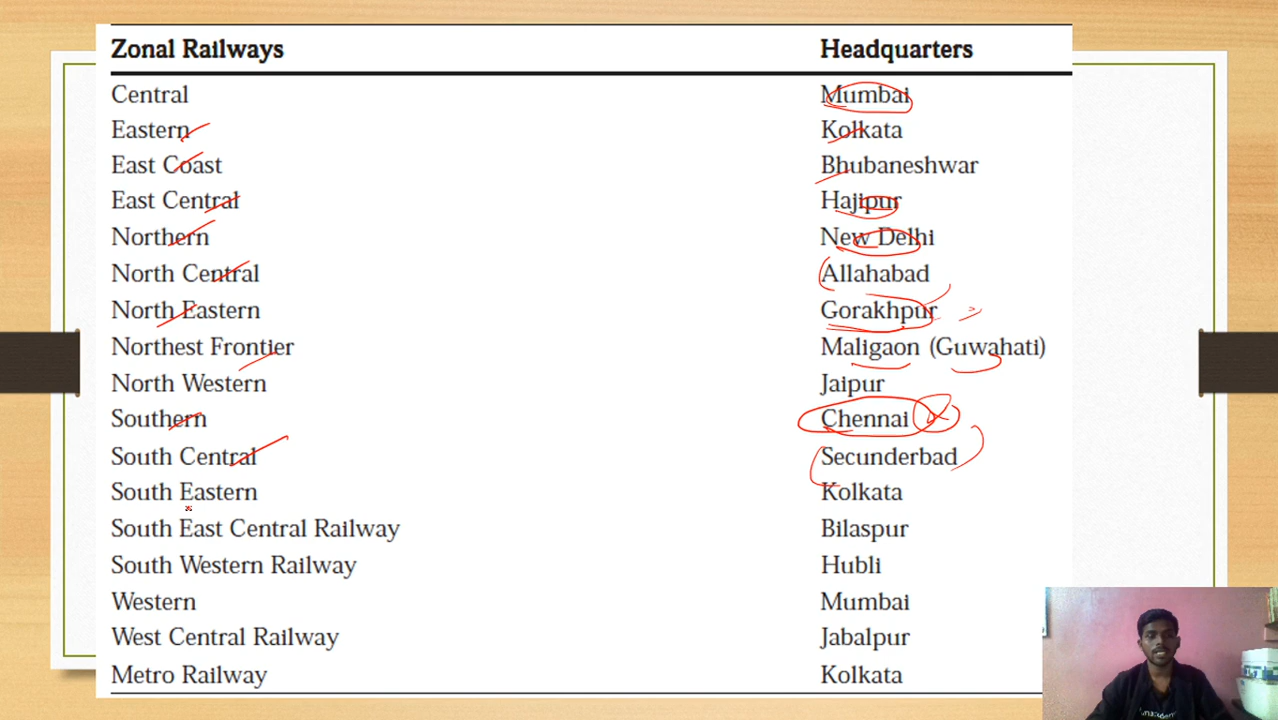 Zonal Railways Headquarters
Central Mumbai
Eastern Kolkata
East Coast Bhubaneshwar
East Central Hajipur
Northern New Delhi
North Central Allahabad
North Eastern Gorakhpur
Northest Frontier Maligaon (Guwahati)
North Western Jaipur
Southern Chennai
South Central Secunderbad
South Eastern Kolkata
South East Central Railway Bilaspur
South Western Railway Hubli
Western Mumbai
West Central Railway Jabalpur
Metro Railway Kolkata